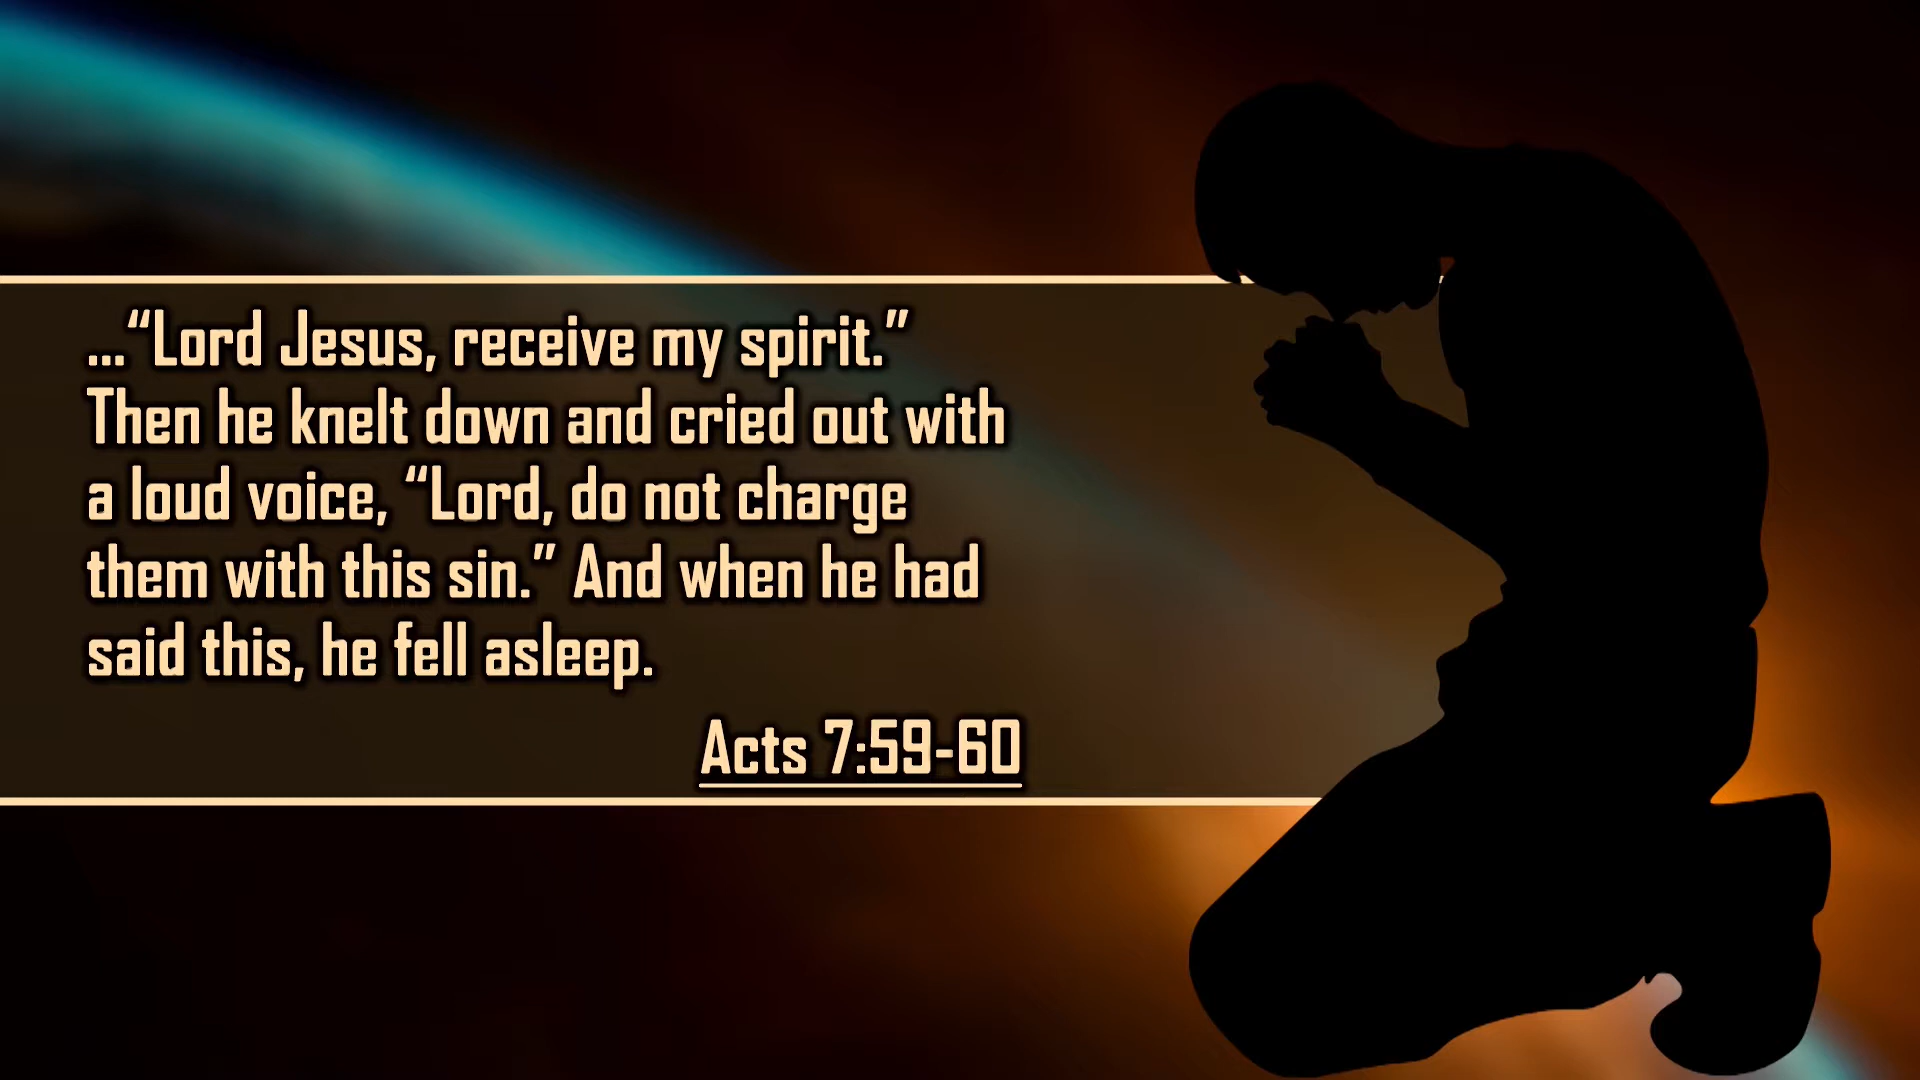 ...“Lord Jesus, receive my spirit.”
Then he knelt down and cried out with
a loud voice, “Lord, do not charge
them with this sin.” And when he had
said this, he fell asleep.
Acts 7:59-60